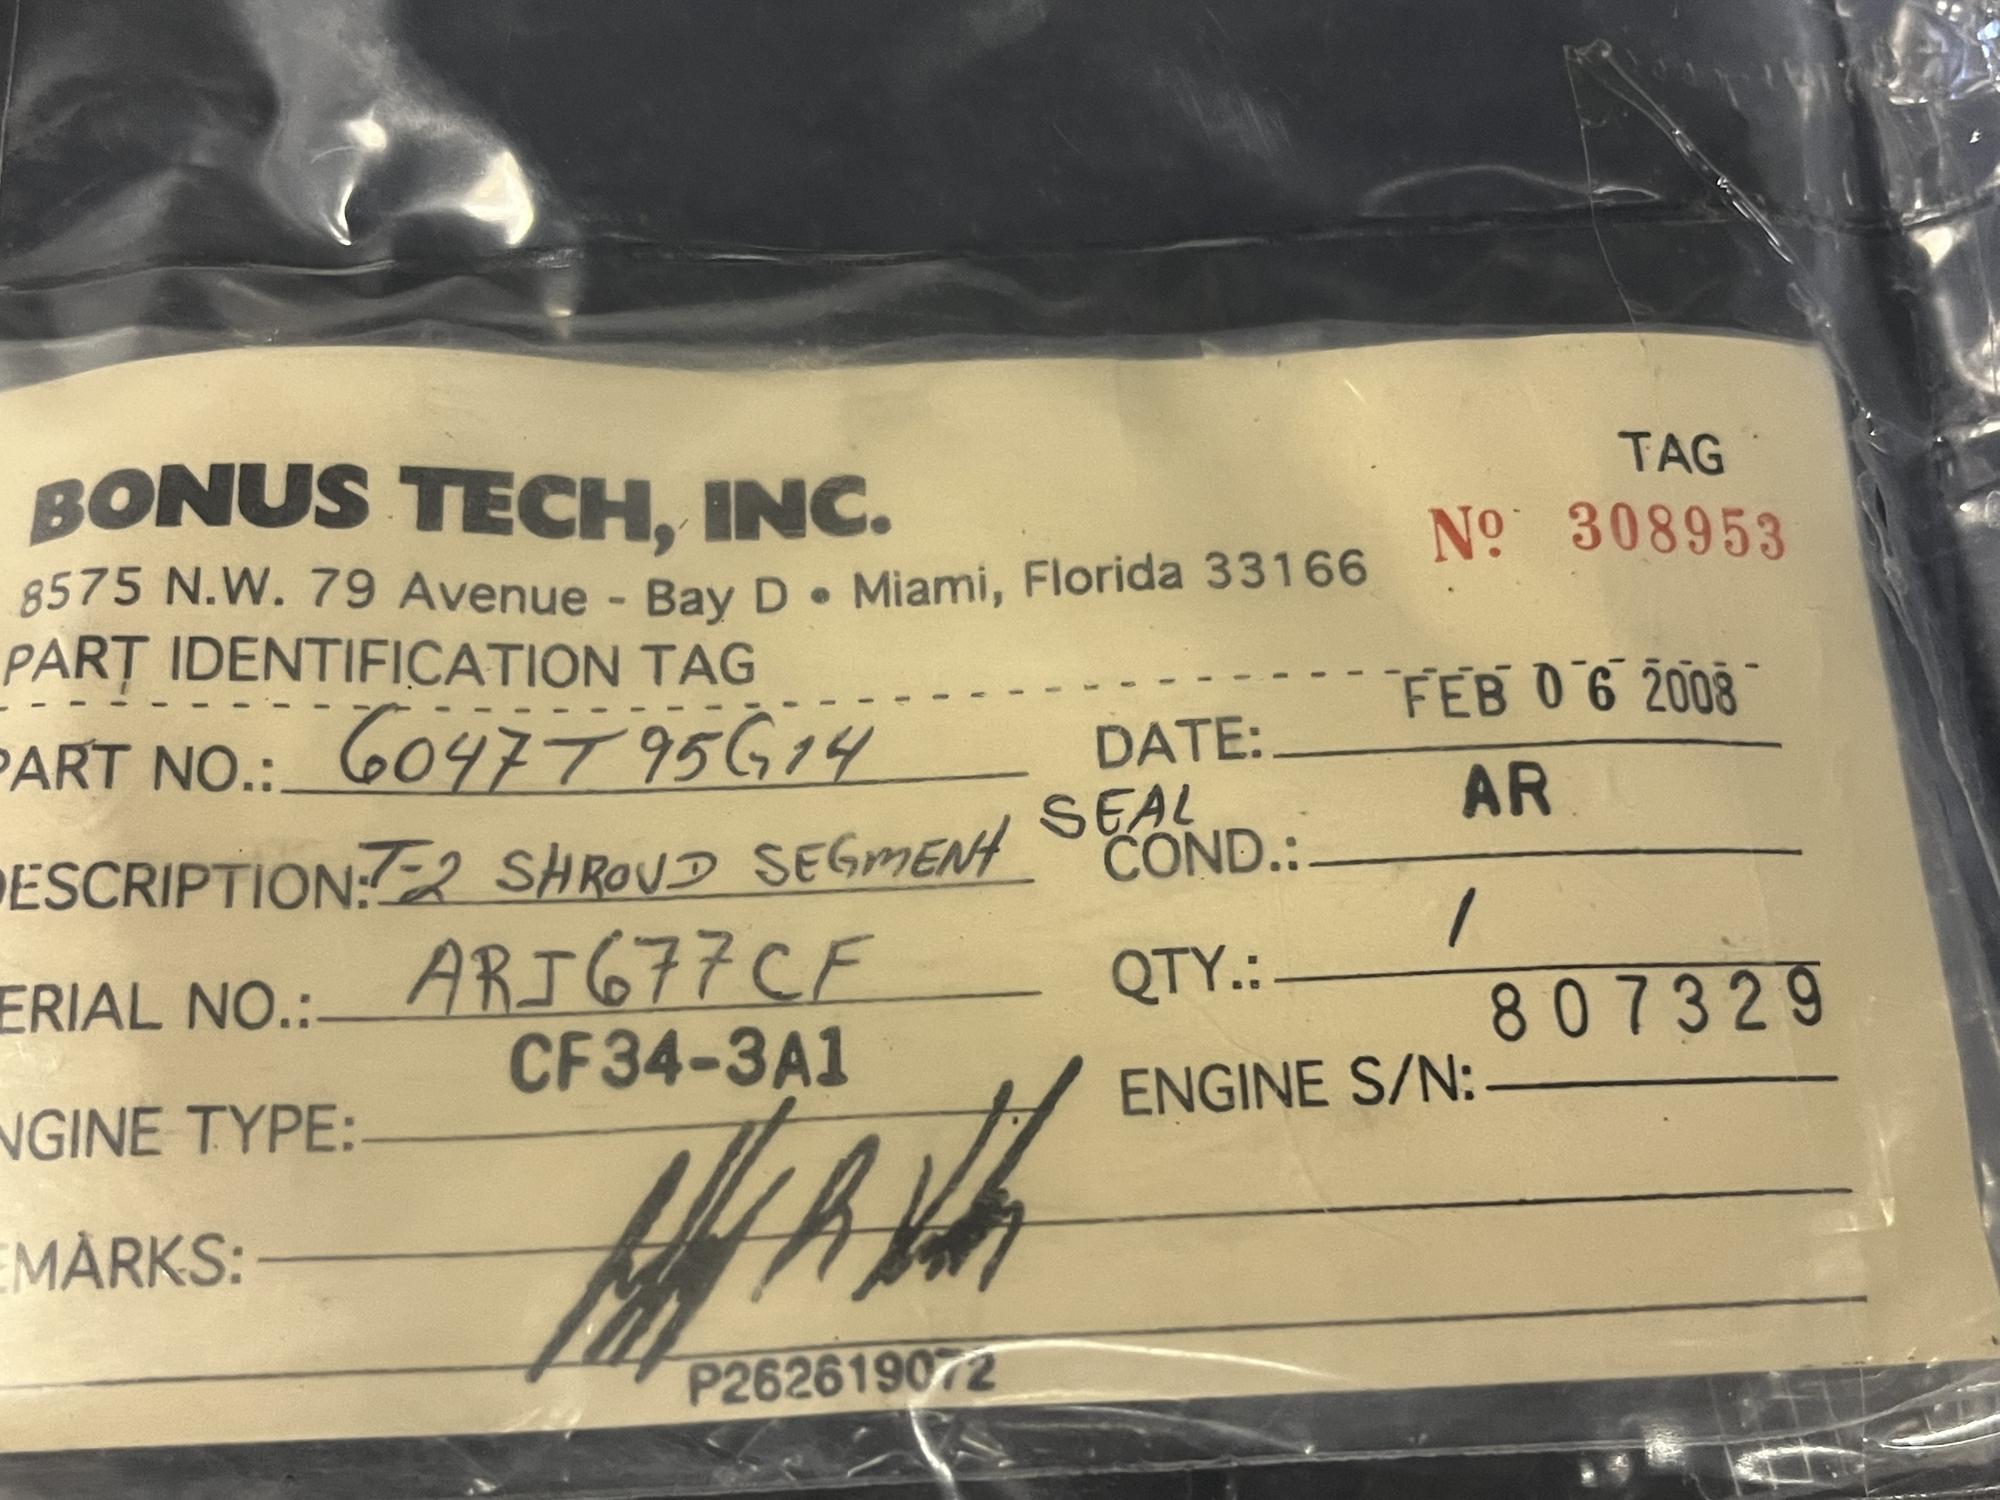 TAG
BONUS TECH, INC. Nº 308953
8575 N.W. 79 Avenue - Bay D • Miami, Florida 33166
PART IDENTIFICATION TAG
PART NO.: 6047T95G14 DATE: FEB 06 2008
DESCRIPTION: T-2 SHROUD SEGMENT SEAL COND.: AR
ERIAL NO.: ARJ677CF QTY.: 1
NGINE TYPE: CF34-3A1 ENGINE S/N: 807329
EMARKS:
P262619072